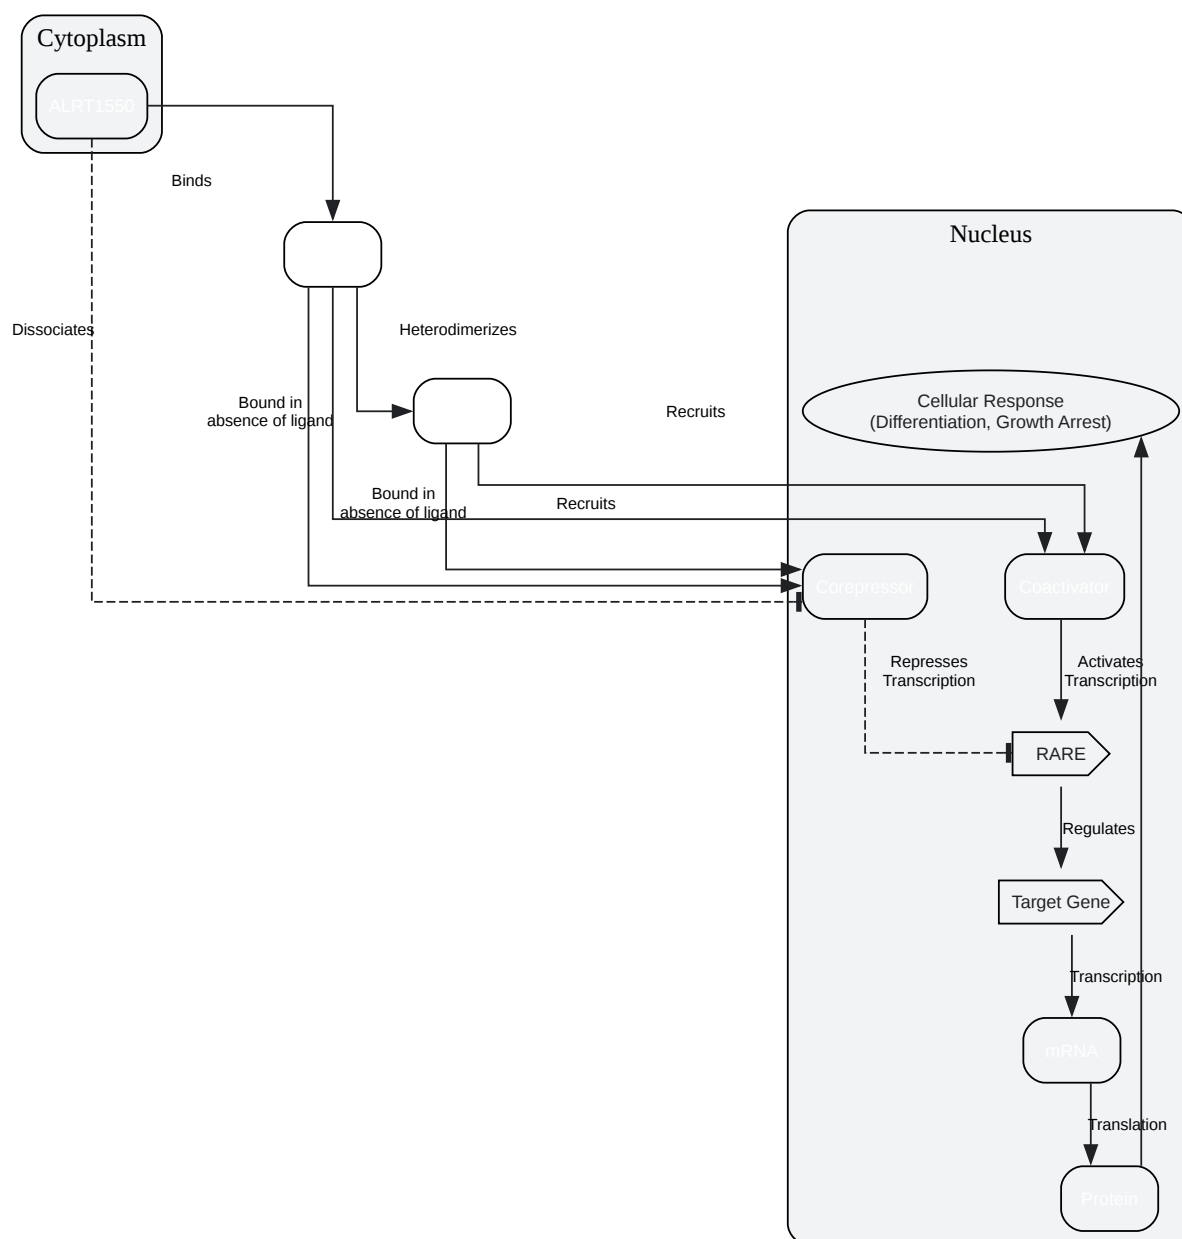 Cytoplasm
ALRT1550
Binds
Nucleus
Dissociates
Heterodimerizes
Bound in
absence of ligand
Recruits
Cellular Response
(Differentiation, Growth Arrest)
Bound in
absence of ligand
Recruits
Corepressor
Coactivator
Represses
Transcription
Activates
Transcription
RARE
Regulates
Target Gene
Transcription
mRNA
Translation
Protein